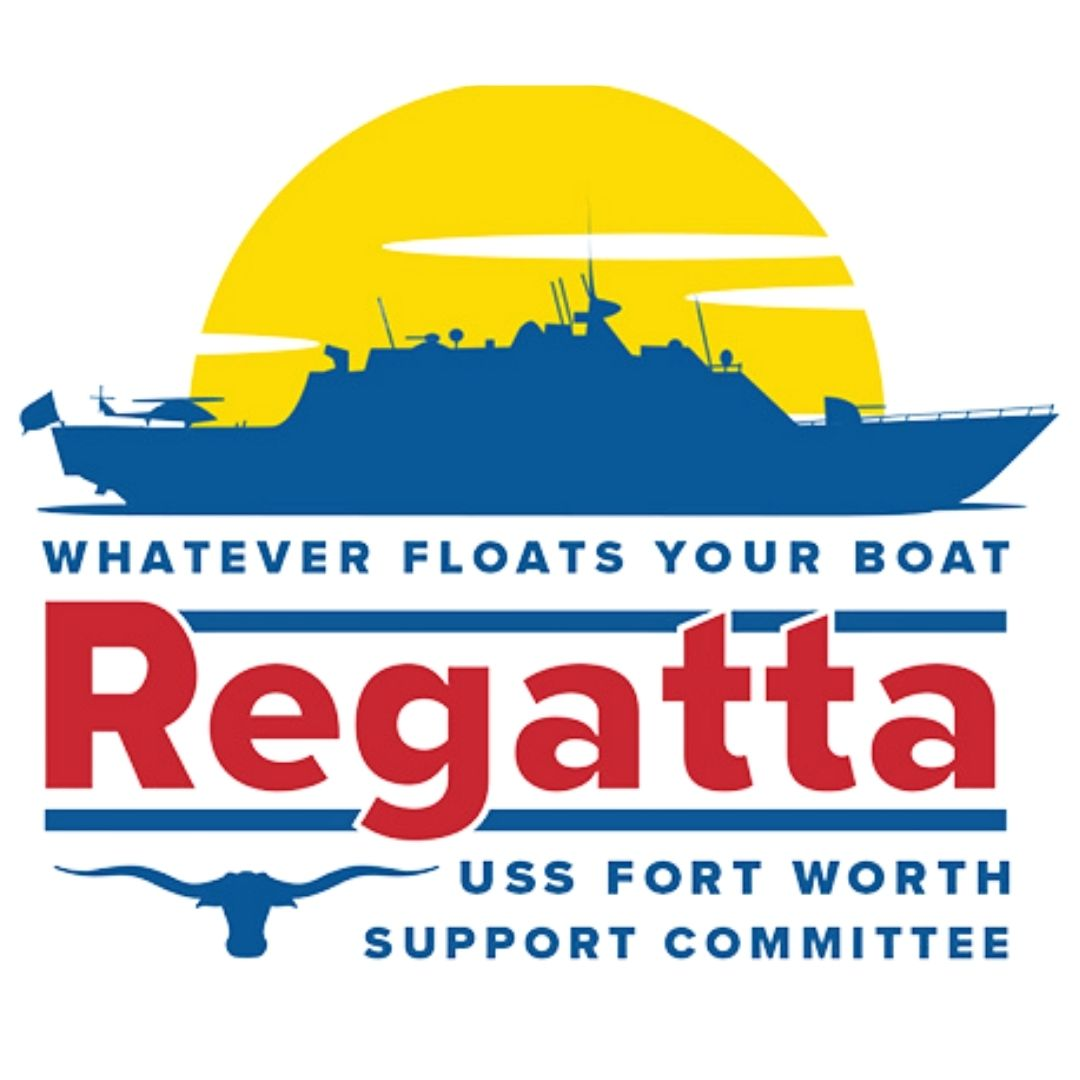 WHATEVER FLOATS YOUR BOAT
Regatta
USS FORT WORTH
SUPPORT COMMITTEE